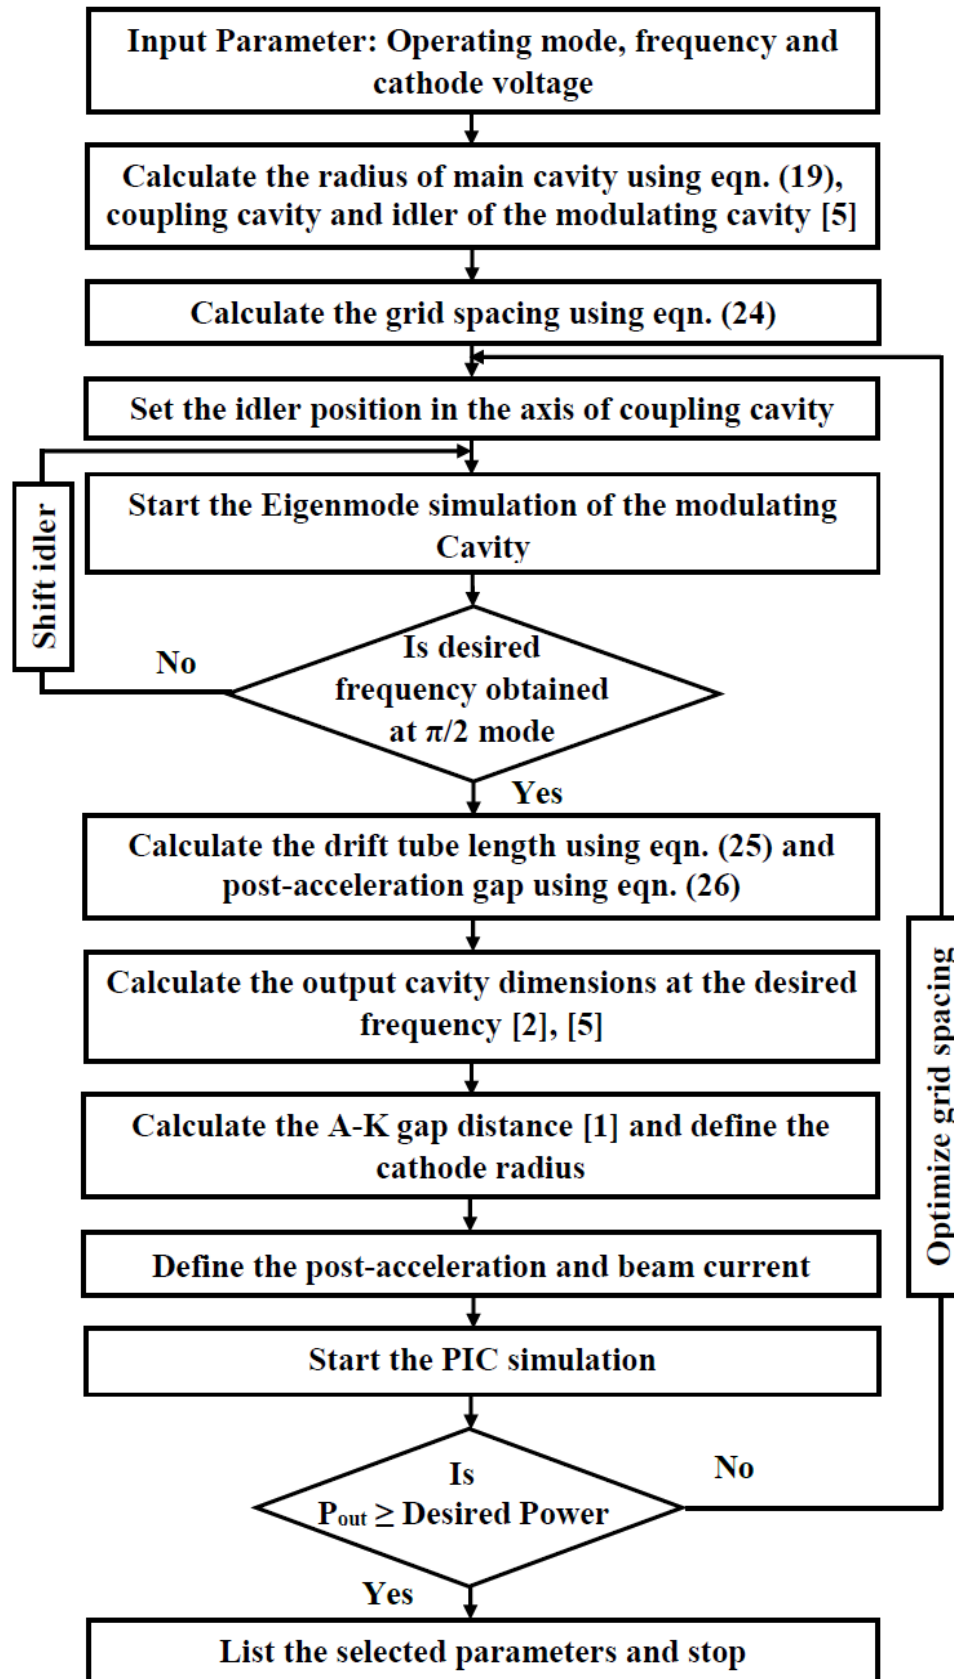 Input Parameter: Operating mode, frequency and
cathode voltage
Calculate the radius of main cavity using eqn. (19),
coupling cavity and idler of the modulating cavity [5]
Calculate the grid spacing using eqn. (24)
Set the idler position in the axis of coupling cavity
Start the Eigenmode simulation of the modulating
Cavity
Shift idler
No
Is desired
frequency obtained
at π/2 mode
Yes
Calculate the drift tube length using eqn. (25) and
post-acceleration gap using eqn. (26)
Calculate the output cavity dimensions at the desired
frequency [2], [5]
Optimize grid spacing
Calculate the A-K gap distance [1] and define the
cathode radius
Define the post-acceleration and beam current
Start the PIC simulation
Is
Pout ≥ Desired Power
No
Yes
List the selected parameters and stop